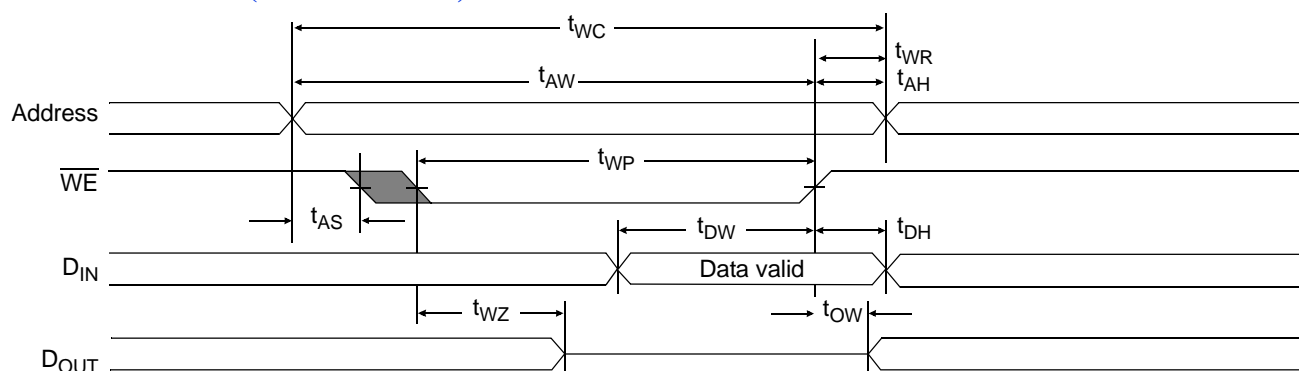 tWC
tWR
tAW
tAH
Address
tWP
WE
tAS
tDW
tDH
DIN
Data valid
tWZ
tOW
DOUT